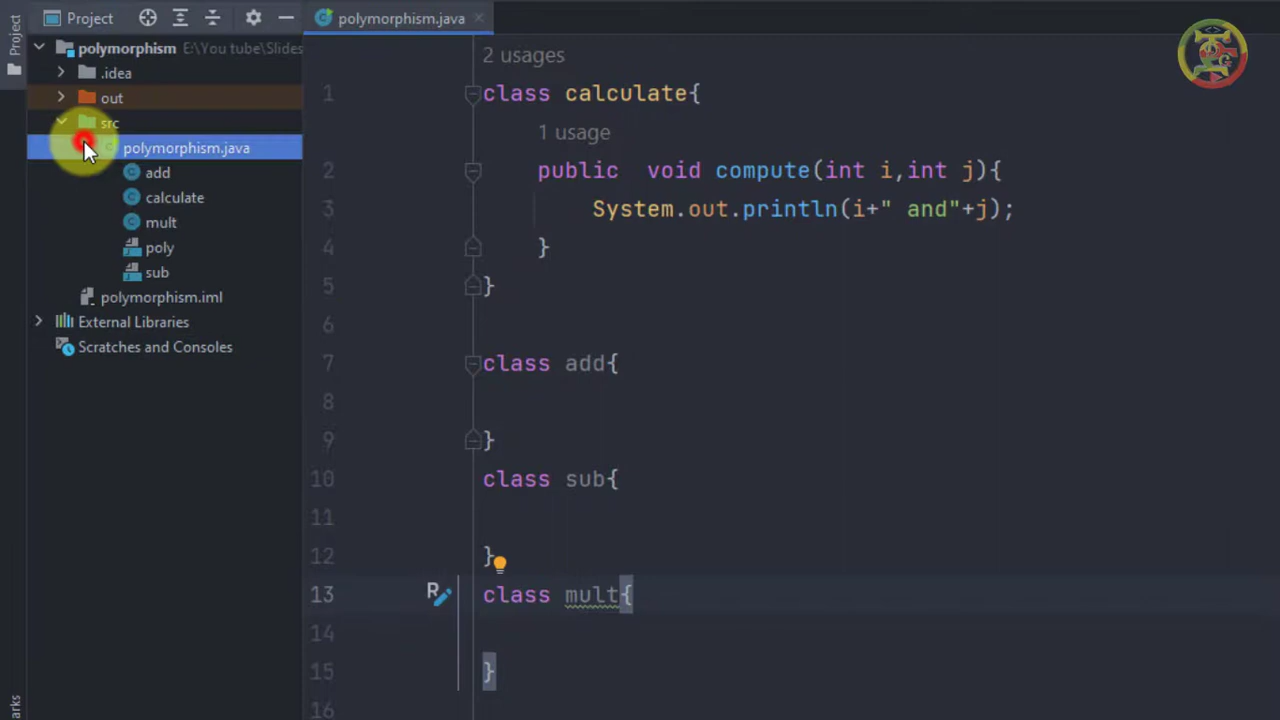 Project
polymorphism.java
Project
polymorphism E:\You tube\Slides
.idea
out
src
polymorphism.java
add
calculate
mult
poly
sub
polymorphism.iml
External Libraries
Scratches and Consoles
arks
2 usages
1 class calculate{
1 usage
2 public void compute(int i,int j){
3 System.out.println(i+" and"+j);
4 }
5 }
6
7 class add{
8
9 }
10 class sub{
11
12 }
13 class mult{
14
15 }
16